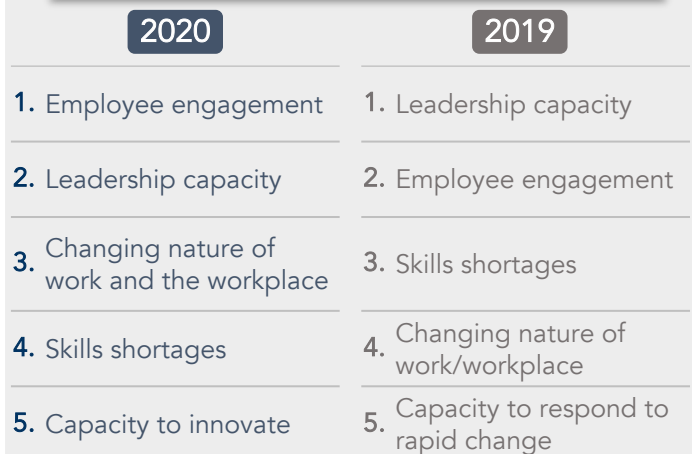 2020
1. Employee engagement
2. Leadership capacity
3. Changing nature of
work and the workplace
4. Skills shortages
5. Capacity to innovate
2019
1. Leadership capacity
2. Employee engagement
3. Skills shortages
4. Changing nature of
work/workplace
5. Capacity to respond to
rapid change